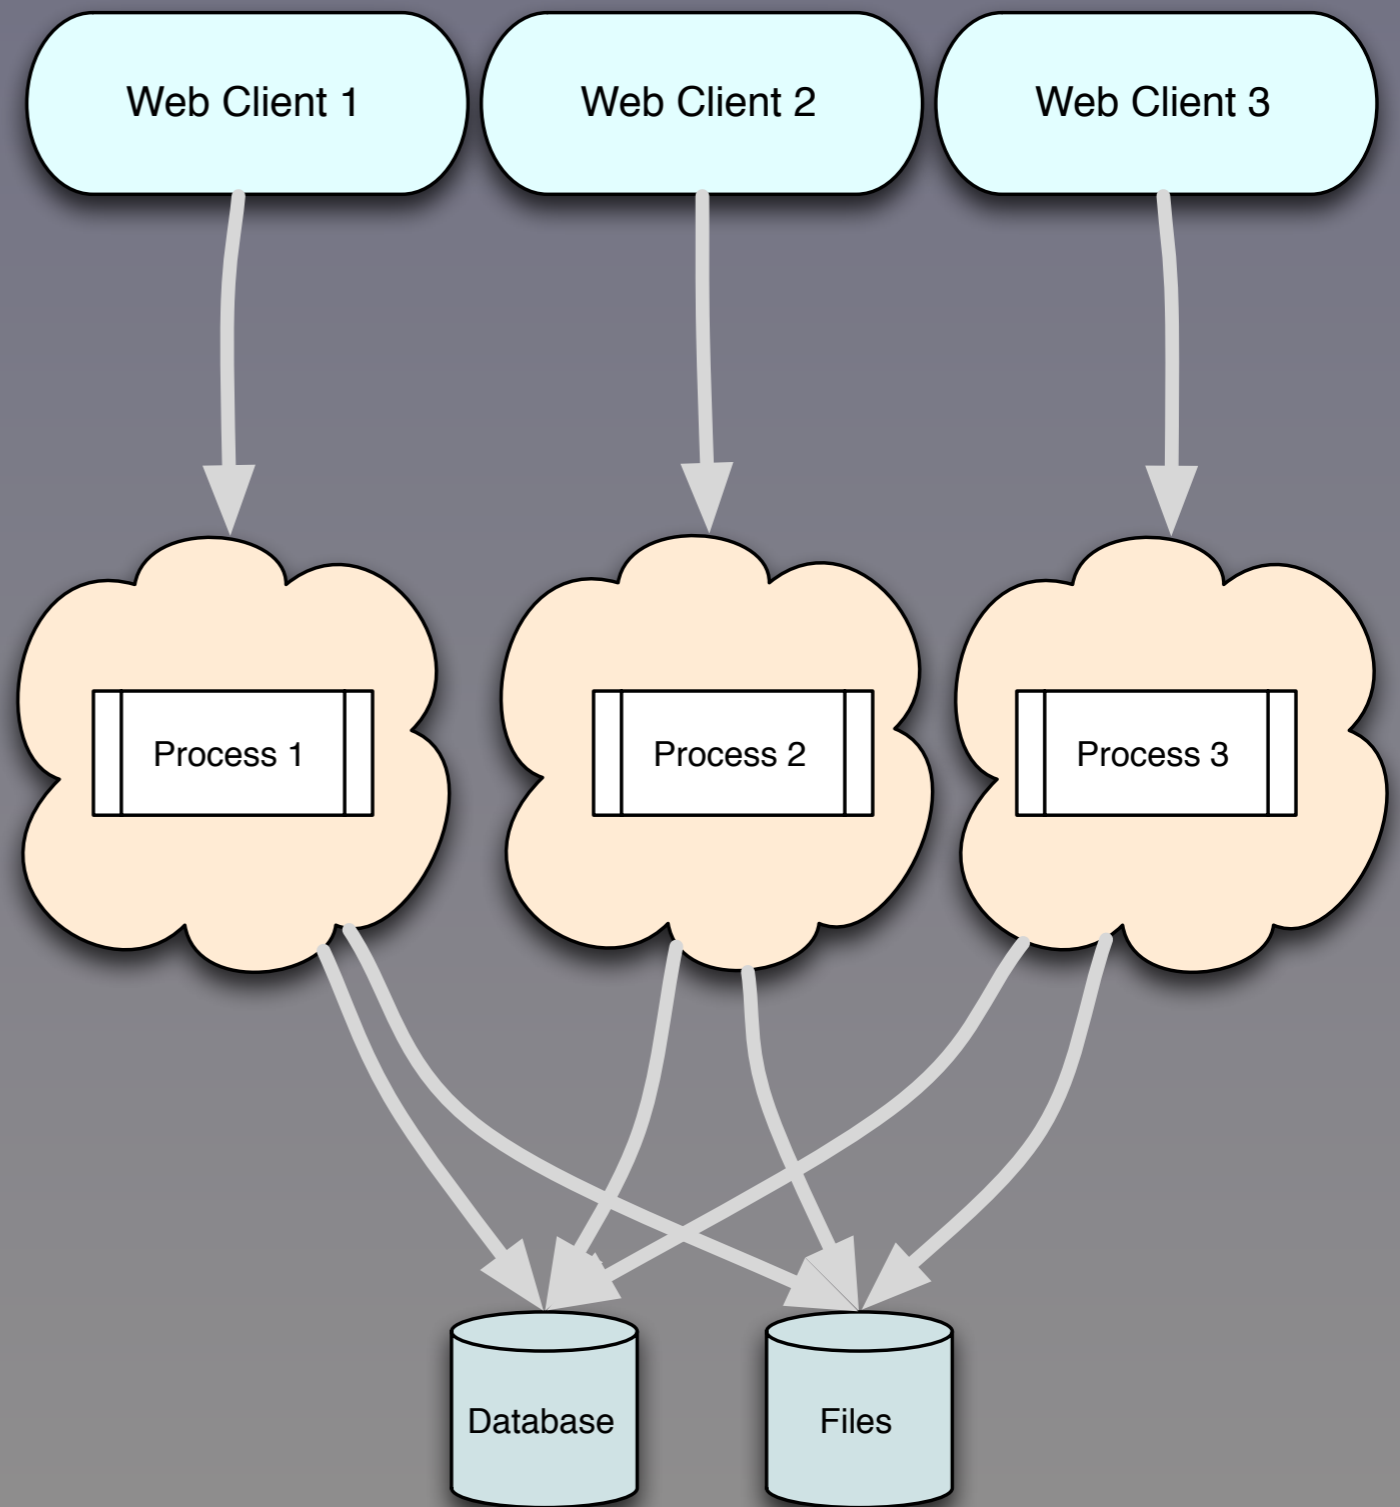 Web Client 1
Web Client 2
Web Client 3
Process 1
Process 2
Process 3
Database
Files